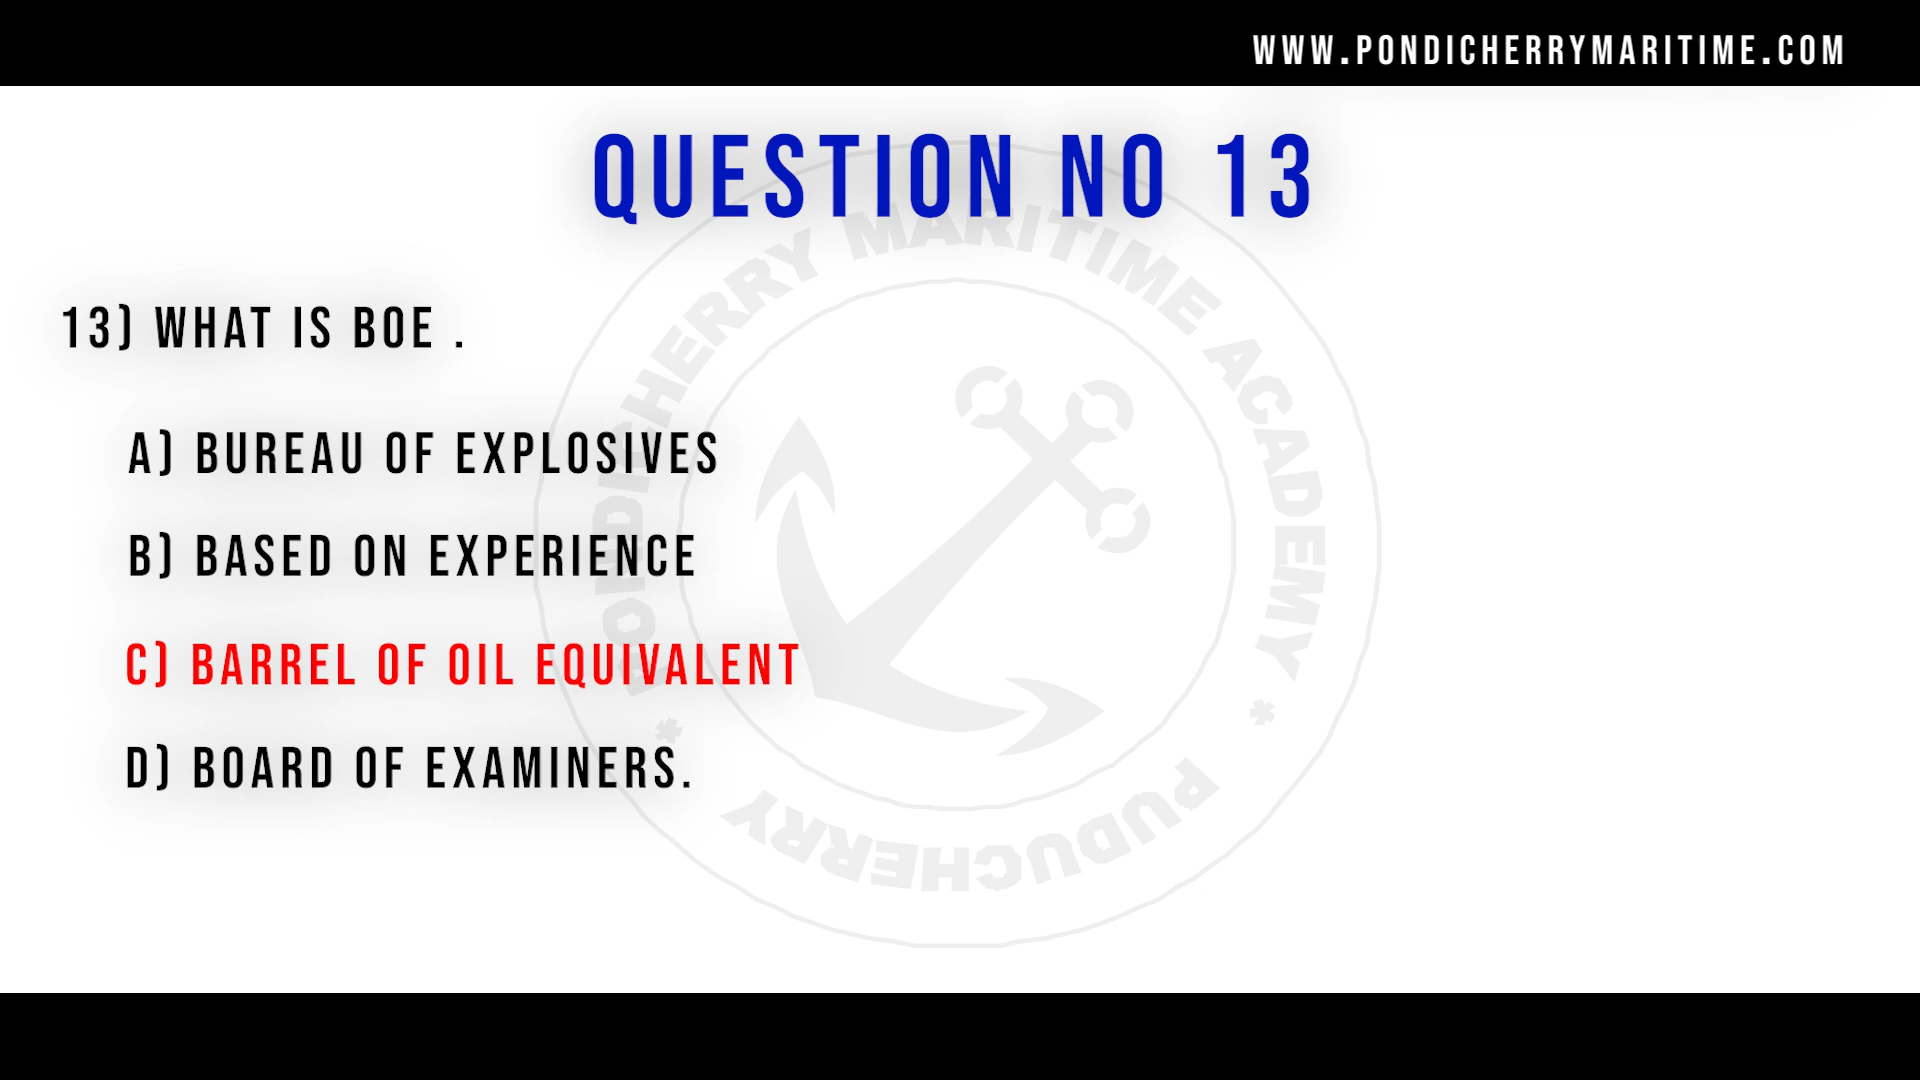 WWW.PONDICHERRYMARITIME.COM
QUESTION NO 13
13) WHAT IS BOE .
A) BUREAU OF EXPLOSIVES
B) BASED ON EXPERIENCE
C) BARREL OF OIL EQUIVALENT
D) BOARD OF EXAMINERS.
* PONDICHERRY MARITIME ACADEMY *
PUDUCHERRY